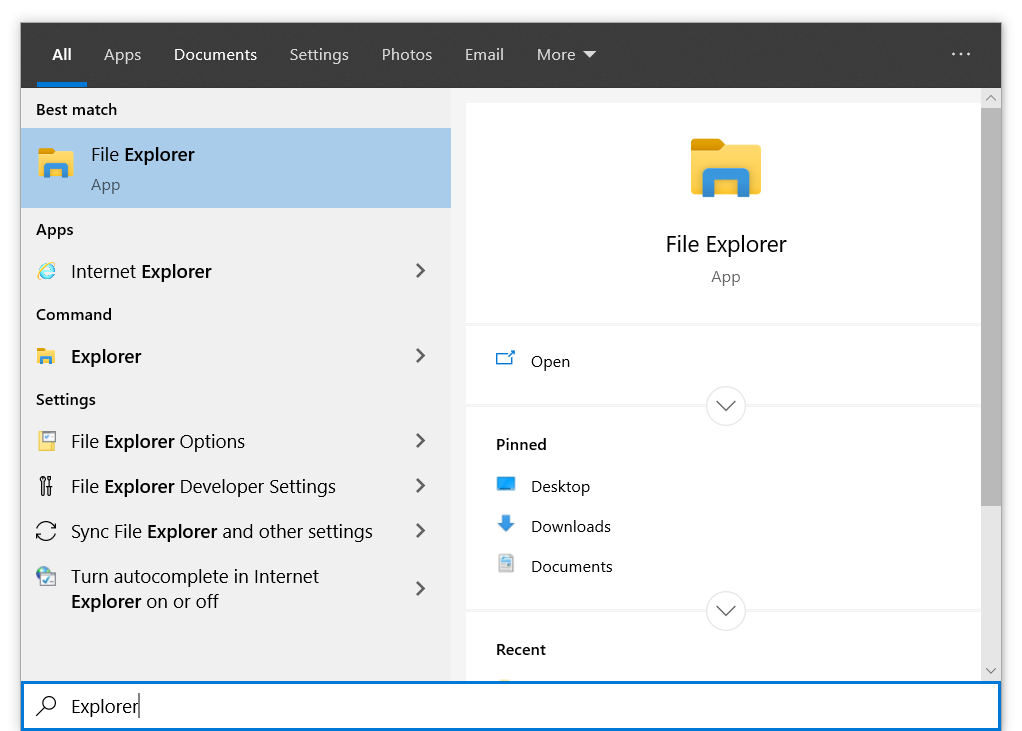 All Apps Documents Settings Photos Email More ···
Best match
File Explorer
App
Apps
Internet Explorer
Command
Explorer
Settings
File Explorer Options
File Explorer Developer Settings
Sync File Explorer and other settings
Turn autocomplete in Internet
Explorer on or off
File Explorer
App
Open
Pinned
Desktop
Downloads
Documents
Recent
Explorer